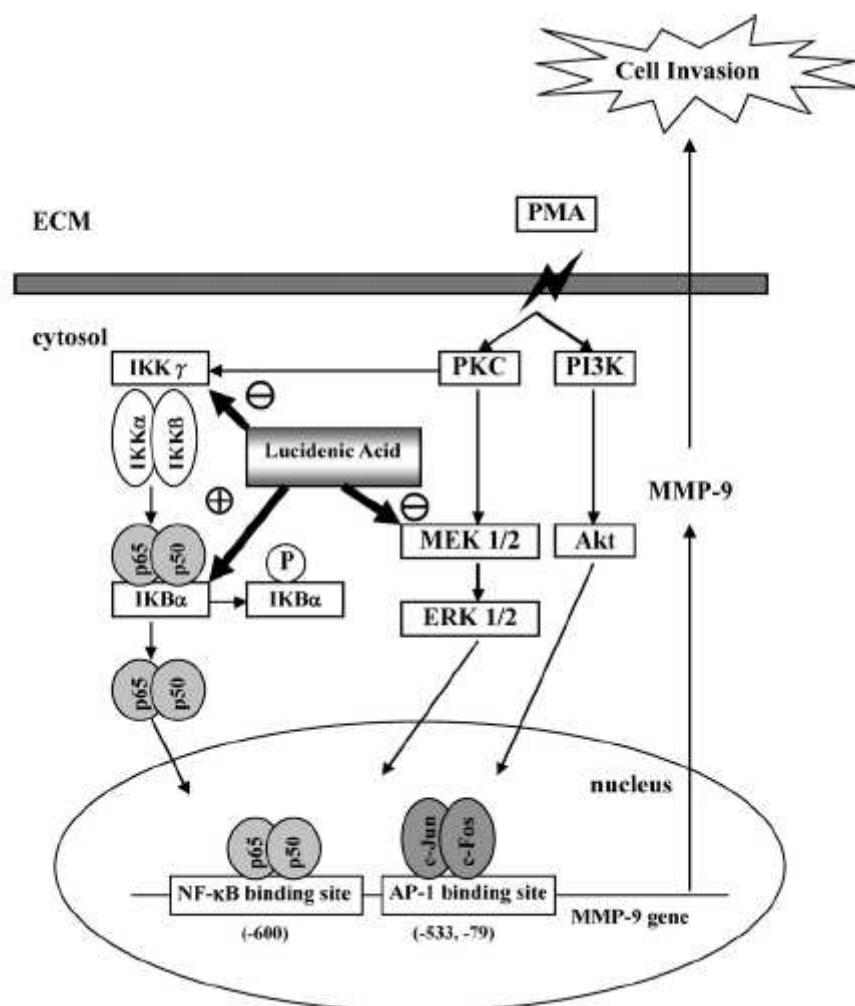 Cell Invasion
ECM
PMA
cytosol
IKK γ
PKC
PI3K
⊖
IKKα
IKKß
Lucidenic Acid
⊕
⊖
MMP-9
p65
p50
P
MEK 1/2
Akt
IKBα
IKBα
ERK 1/2
p65
p50
nucleus
p65
p50
c-Jun
c-Fos
NF-κB binding site
AP-1 binding site
MMP-9 gene
(-600)
(-533, -79)